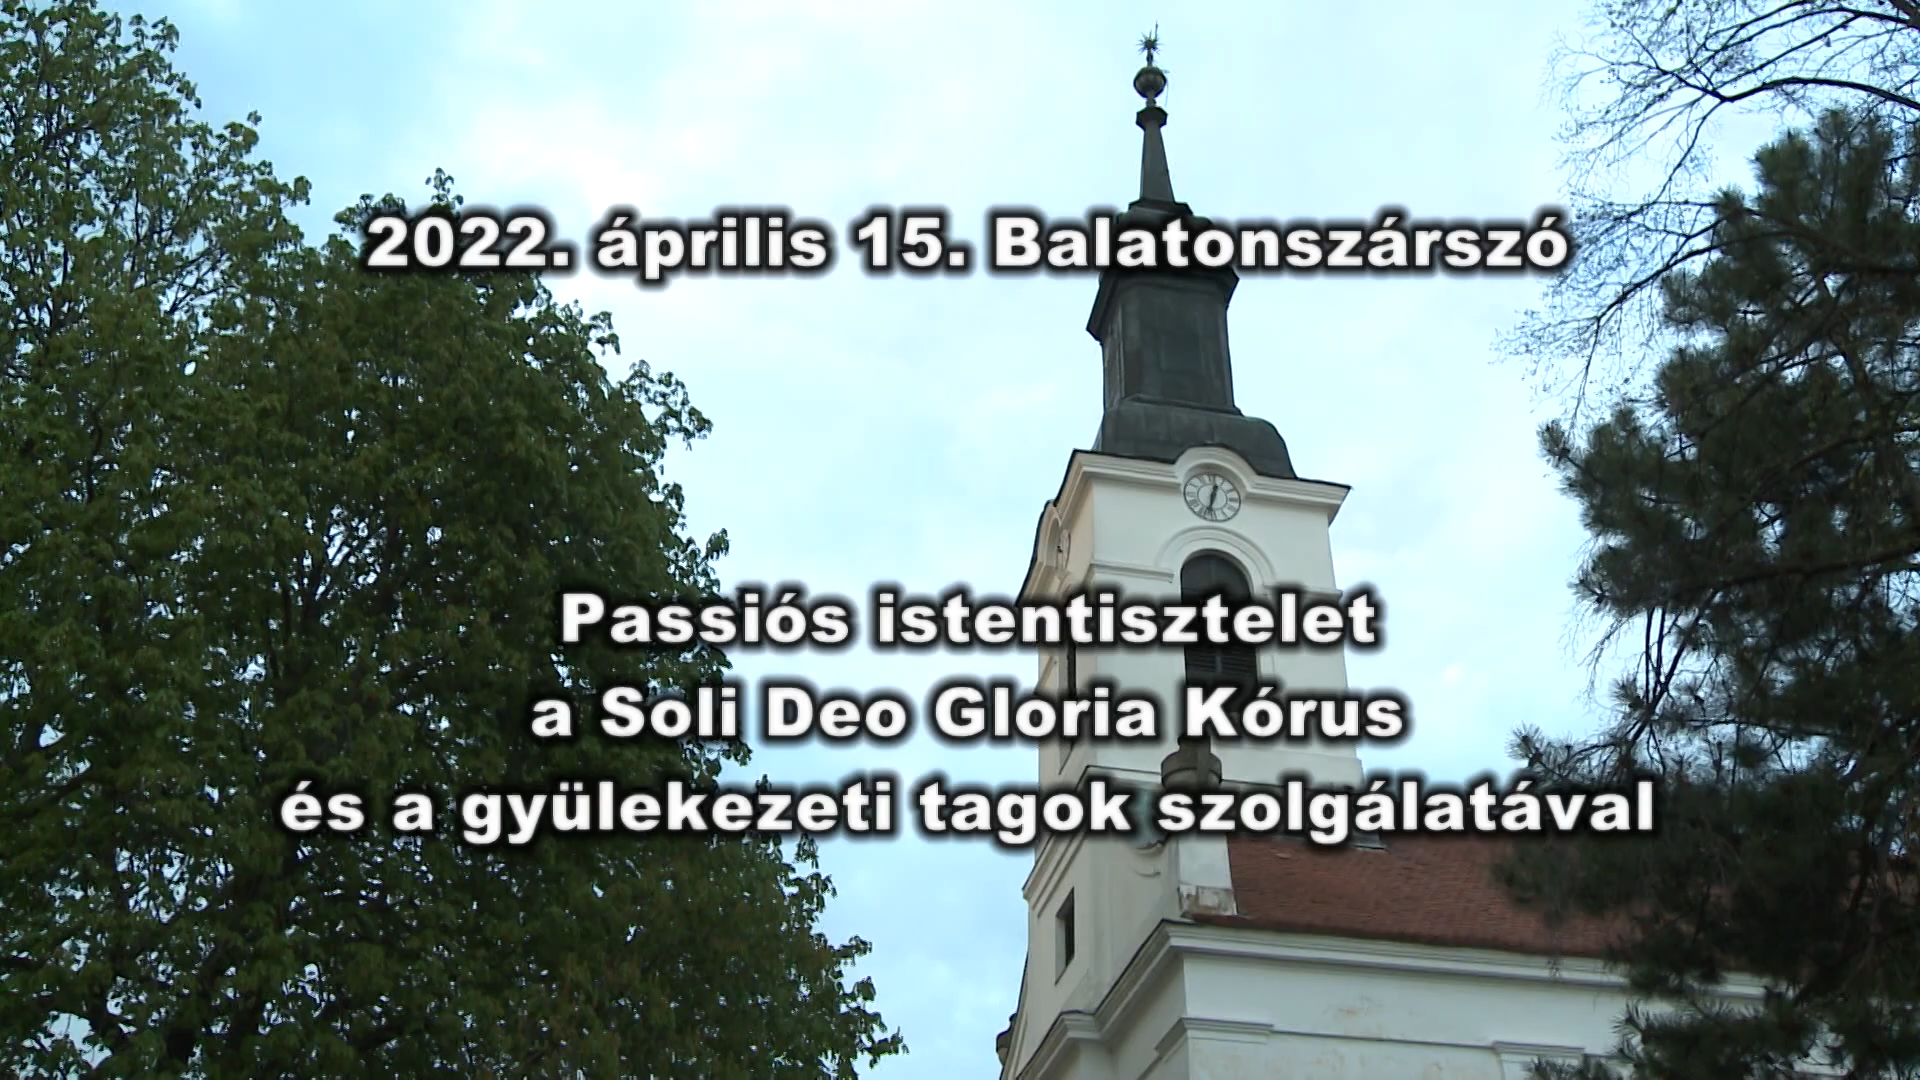 2022. április 15. Balatonszárszó
Passiós istentisztelet
a Soli Deo Gloria Kórus
és a gyülekezeti tagok szolgálatával